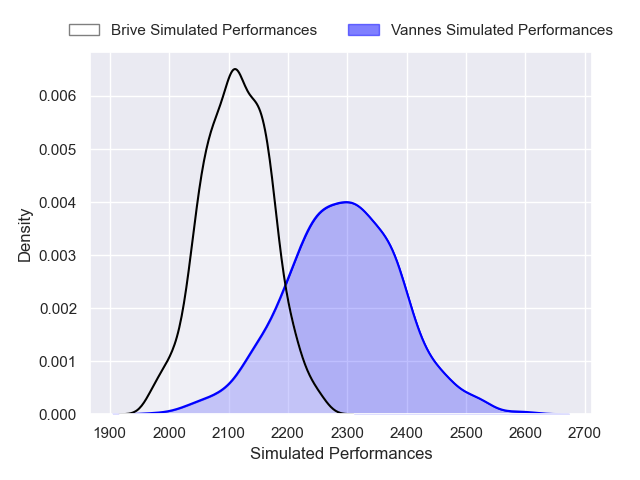 Brive Simulated Performances
Vannes Simulated Performances
0.006
0.005
0.004
0.003
0.002
0.001
0.000
Density
1900 2000 2100 2200 2300 2400 2500 2600 2700
Simulated Performances